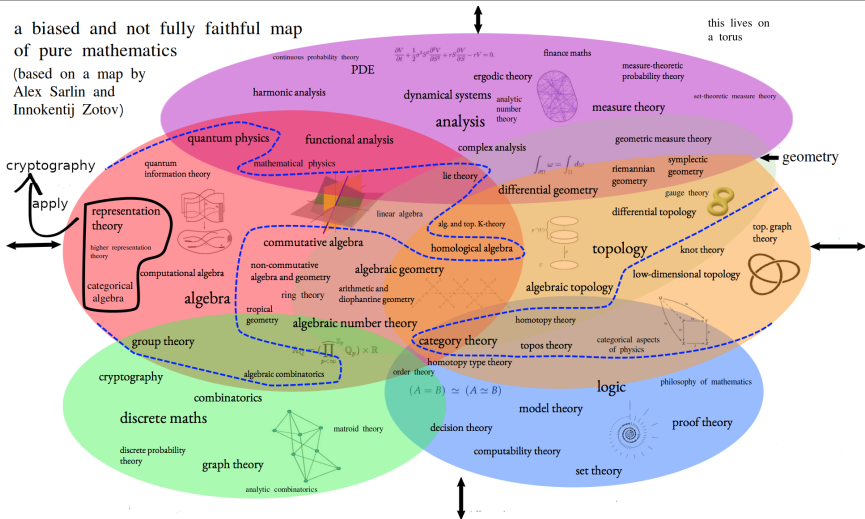 a biased and not fully faithful map
of pure mathematics
(based on a map by
Alex Sarlin and
Innokentij Zotov)
this lives on
a torus
continuous probability theory
finance maths
PDE
measure-theoretic
probability theory
ergodic theory
harmonic analysis
dynamical systems
set-theoretic measure theory
analytic
number
theory
measure theory
analysis
quantum physics
functional analysis
complex analysis
geometric measure theory
cryptography
geometry
quantum
information theory
mathematical physics
lie theory
riemannian
geometry
symplectic
geometry
differential geometry
gauge theory
apply
representation
theory
linear algebra
differential topology
alg. and top. K-theory
top. graph
theory
higher representation
theory
commutative algebra
homological algebra
topology
knot theory
computational algebra
non-commutative
algebra and geometry
algebraic geometry
low-dimensional topology
categorical
algebra
algebra
ring theory
arithmetic and
diophantine geometry
algebraic topology
tropical
geometry
algebraic number theory
homotopy theory
group theory
category theory
topos theory
categorical aspects
of physics
homotopy type theory
cryptography
algebraic combinatorics
order theory
(A = B) ≃ (A ≃ B)
logic
philosophy of mathematics
combinatorics
model theory
discrete maths
matroid theory
decision theory
proof theory
discrete probability
theory
graph theory
computability theory
set theory
analytic combinatorics